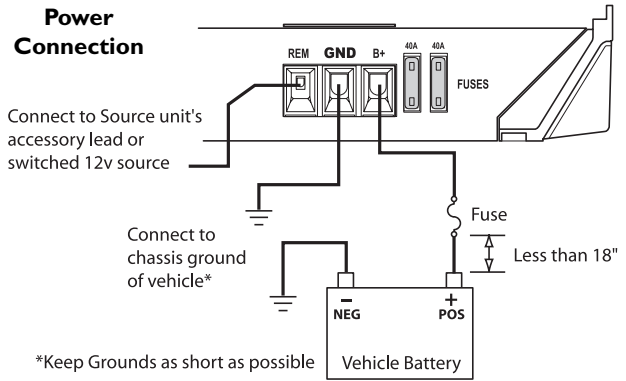 Power
Connection
REM GND B+ 40A 40A
FUSES
Connect to Source unit's
accessory lead or
switched 12v source
Fuse
Less than 18"
Connect to
chassis ground
of vehicle*
− +
NEG POS
Vehicle Battery
*Keep Grounds as short as possible